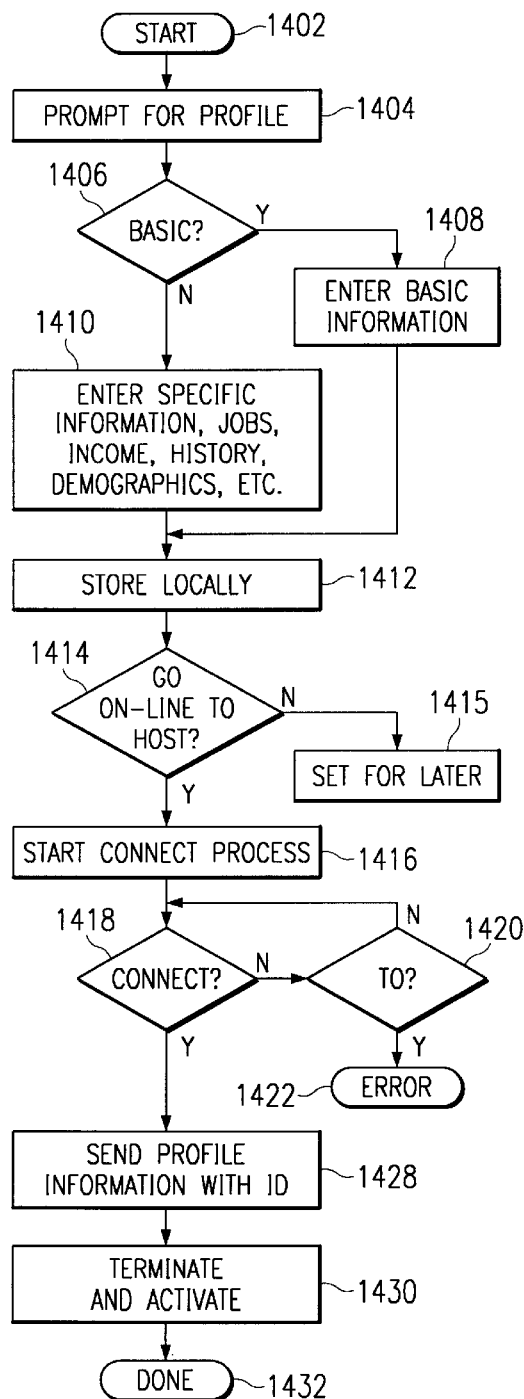 START
1402
PROMPT FOR PROFILE
1404
1406
BASIC?
Y
N
1408
ENTER BASIC
INFORMATION
1410
ENTER SPECIFIC
INFORMATION, JOBS,
INCOME, HISTORY,
DEMOGRAPHICS, ETC.
STORE LOCALLY
1412
1414
GO
ON-LINE TO
HOST?
N
Y
1415
SET FOR LATER
START CONNECT PROCESS
1416
1418
CONNECT?
N
Y
N
1420
TO?
Y
1422
ERROR
SEND PROFILE
INFORMATION WITH ID
1428
TERMINATE
AND ACTIVATE
1430
DONE
1432